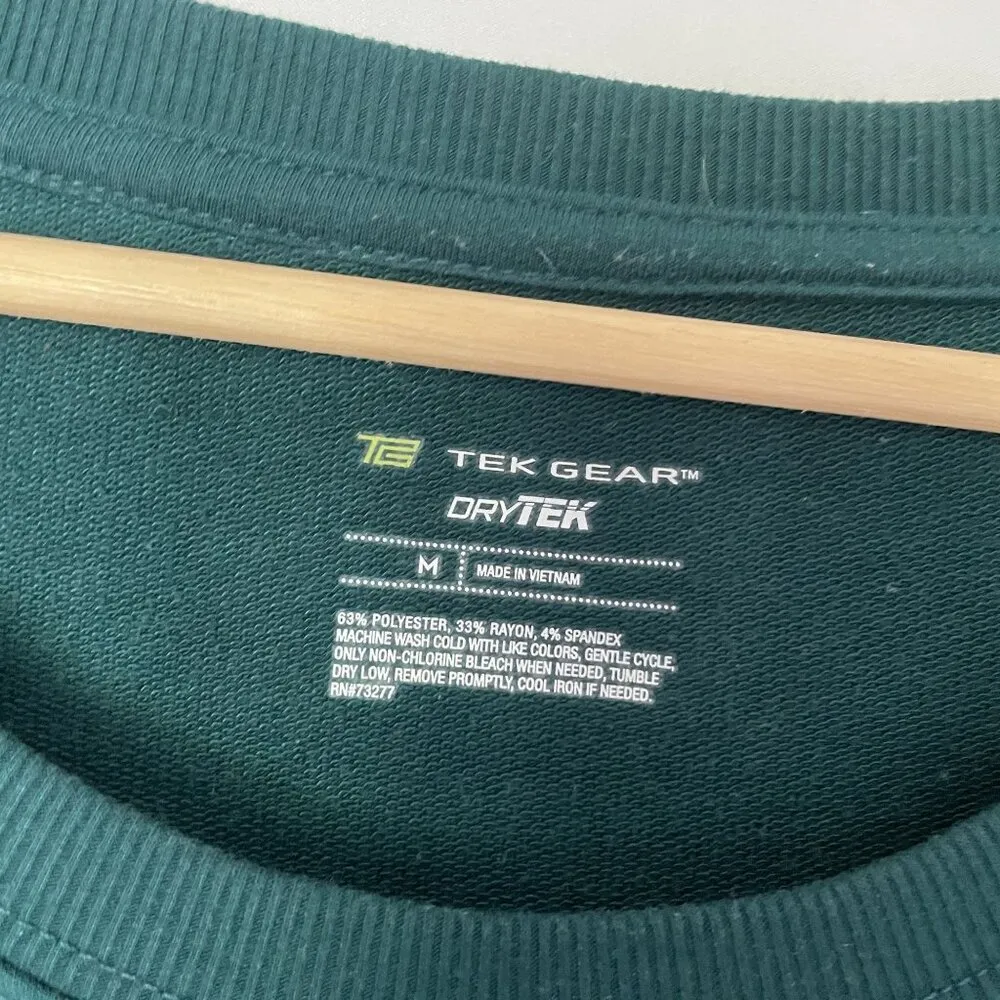 TG TEK GEAR™
DRYTEK
M MADE IN VIETNAM
63% POLYESTER, 33% RAYON, 4% SPANDEX
MACHINE WASH COLD WITH LIKE COLORS, GENTLE CYCLE,
ONLY NON-CHLORINE BLEACH WHEN NEEDED, TUMBLE
DRY LOW, REMOVE PROMPTLY, COOL IRON IF NEEDED.
RN#73277